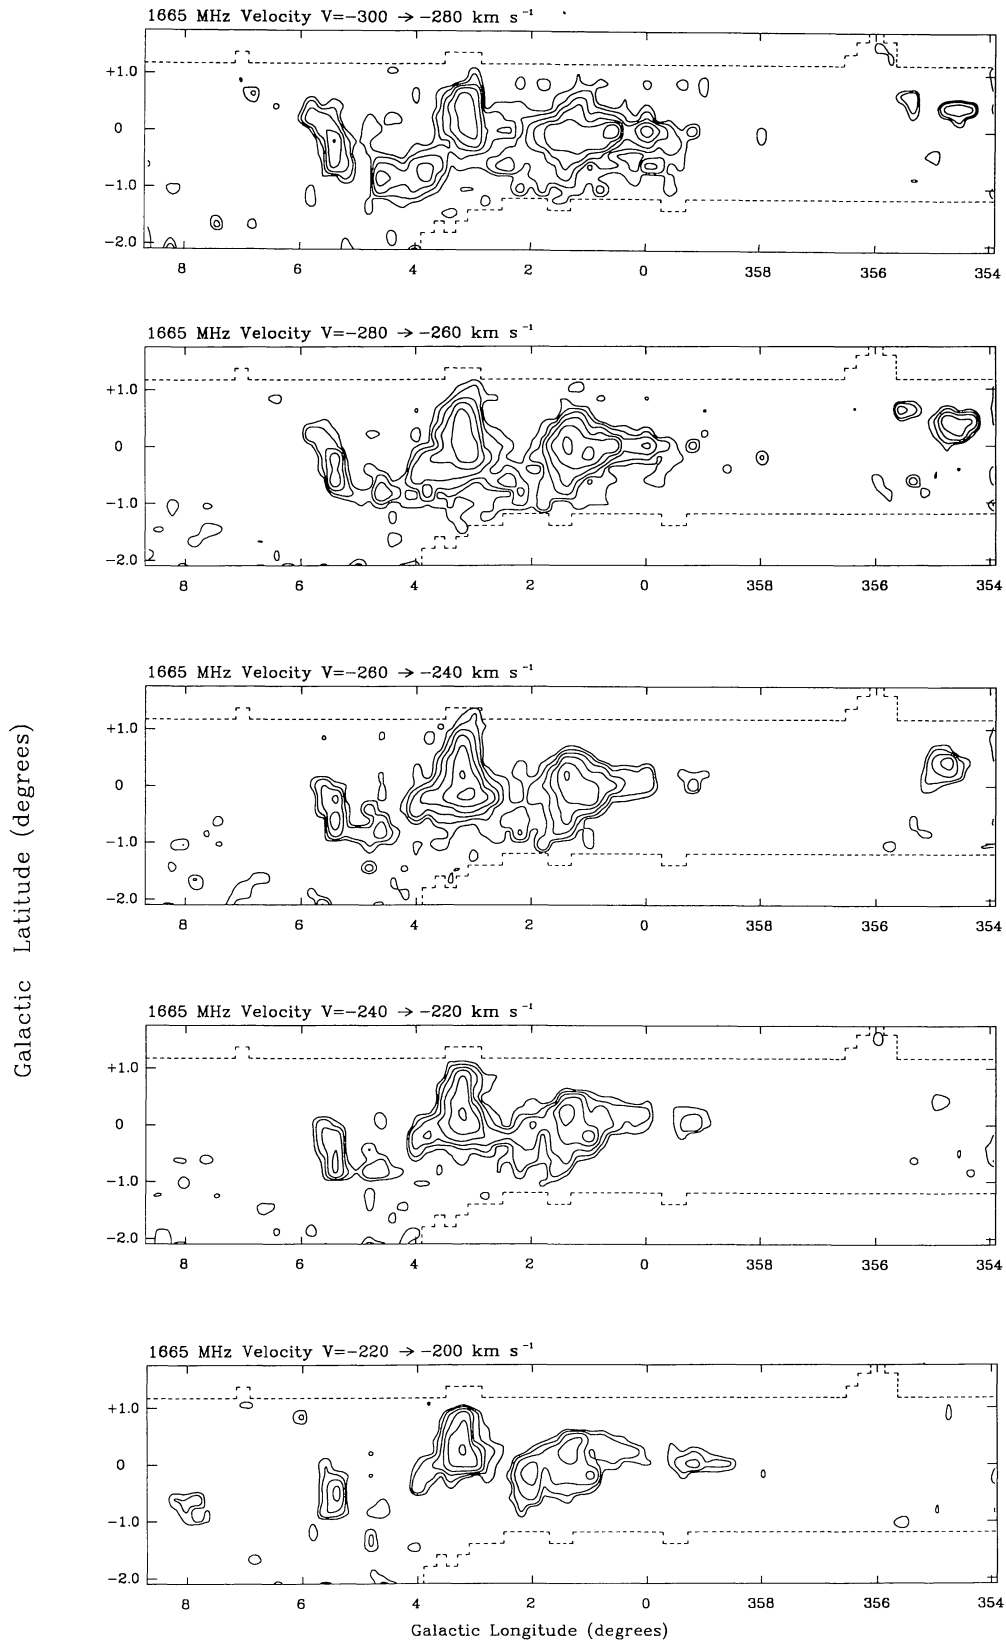 1665 MHz Velocity V=−300 → −280 km s⁻¹
+1.0
0
−1.0
−2.0
8 6 4 2 0 358 356 354
1665 MHz Velocity V=−280 → −260 km s⁻¹
+1.0
0
−1.0
−2.0
8 6 4 2 0 358 356 354
1665 MHz Velocity V=−260 → −240 km s⁻¹
+1.0
0
−1.0
−2.0
8 6 4 2 0 358 356 354
Galactic Latitude (degrees)
1665 MHz Velocity V=−240 → −220 km s⁻¹
+1.0
0
−1.0
−2.0
8 6 4 2 0 358 356 354
1665 MHz Velocity V=−220 → −200 km s⁻¹
+1.0
0
−1.0
−2.0
8 6 4 2 0 358 356 354
Galactic Longitude (degrees)